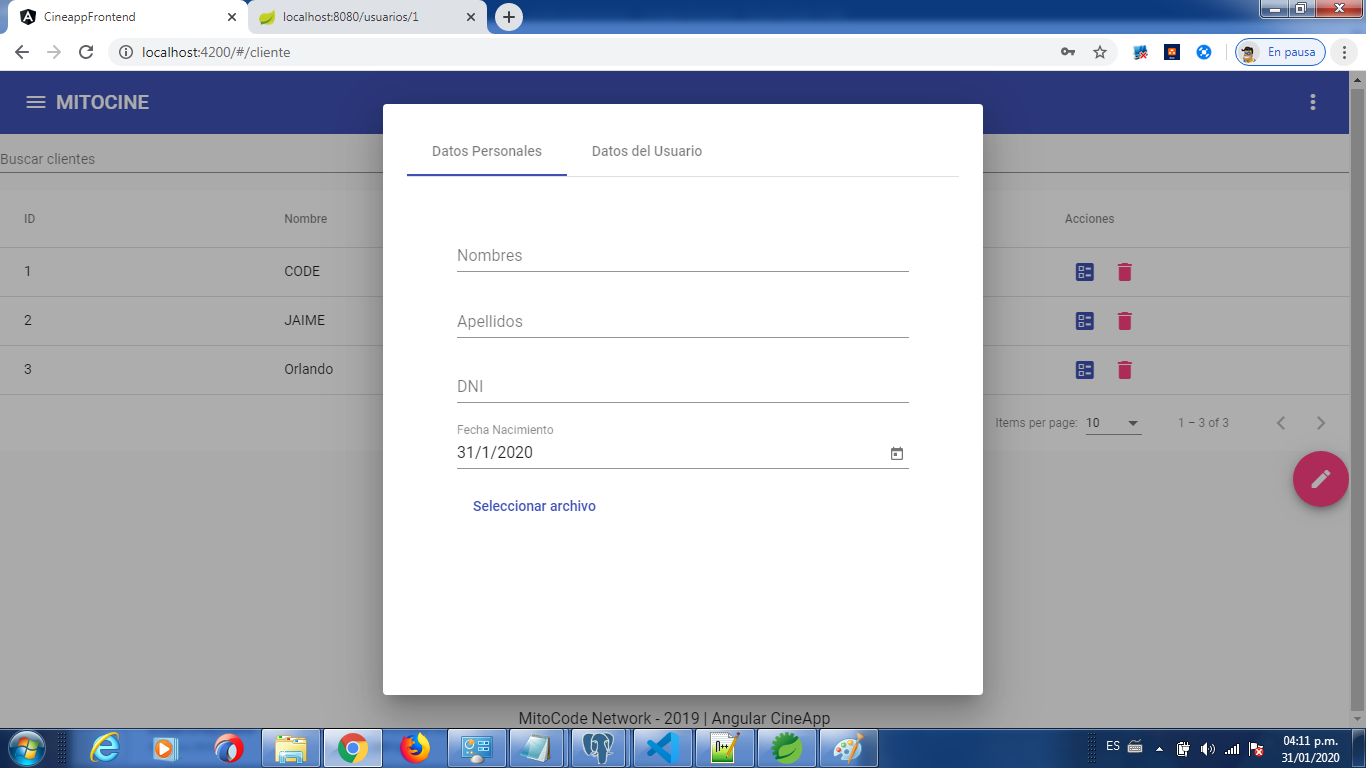 CineappFrontend
localhost:8080/usuarios/1
localhost:4200/#/cliente
En pausa
MITOCINE
Buscar clientes
ID Nombre Acciones
1 CODE
2 JAIME
3 Orlando
Items per page: 10 1 – 3 of 3
Datos Personales Datos del Usuario
Nombres
Apellidos
DNI
Fecha Nacimiento
31/1/2020
Seleccionar archivo
MitoCode Network - 2019 | Angular CineApp
ES
04:11 p.m.
31/01/2020